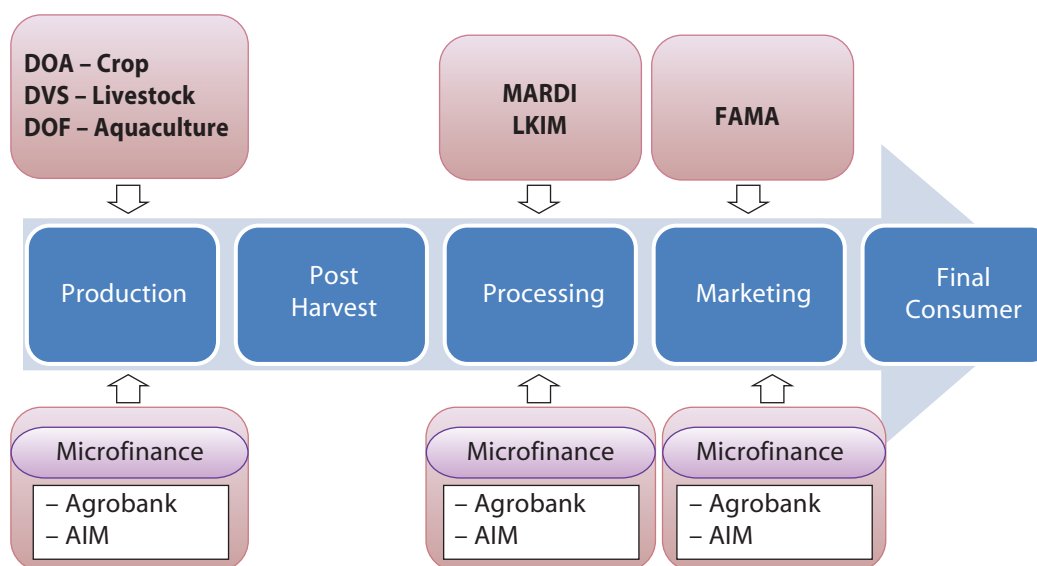 DOA – Crop
DVS – Livestock
DOF – Aquaculture
MARDI
LKIM
FAMA
Production
Post
Harvest
Processing
Marketing
Final
Consumer
Microfinance
– Agrobank
– AIM
Microfinance
– Agrobank
– AIM
Microfinance
– Agrobank
– AIM